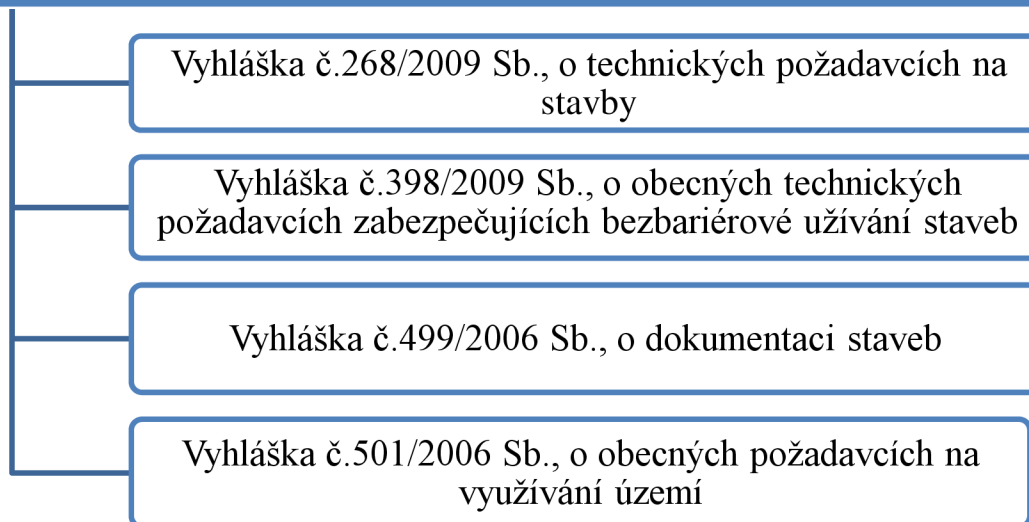 Vyhláška č.268/2009 Sb., o technických požadavcích na
stavby
Vyhláška č.398/2009 Sb., o obecných technických
požadavcích zabezpečujících bezbariérové užívání staveb
Vyhláška č.499/2006 Sb., o dokumentaci staveb
Vyhláška č.501/2006 Sb., o obecných požadavcích na
využívání území